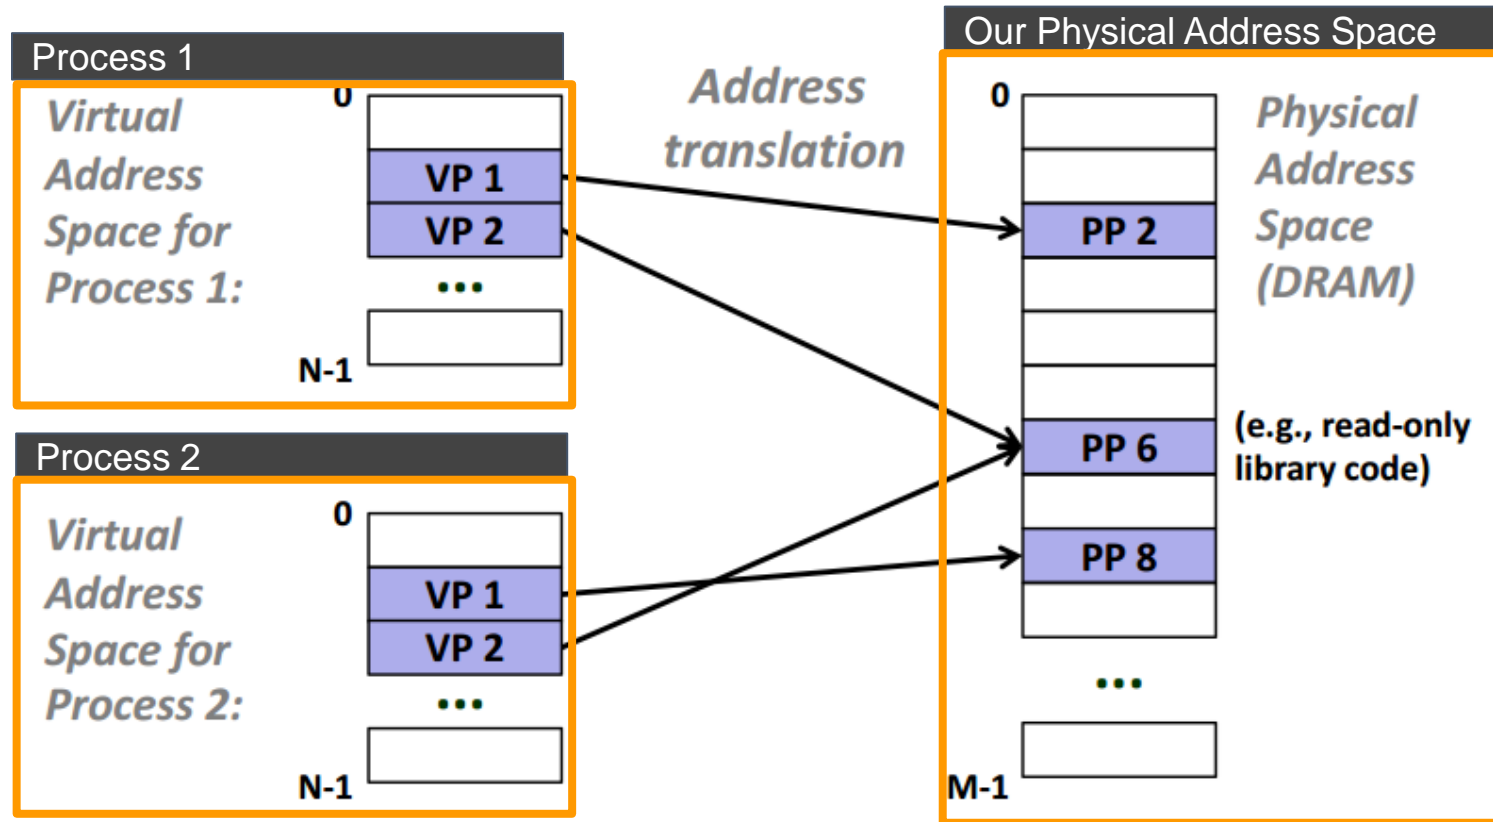 Process 1
Virtual
Address
Space for
Process 1:
0
VP 1
VP 2
...
N-1
Address
translation
Process 2
Virtual
Address
Space for
Process 2:
0
VP 1
VP 2
...
N-1
Our Physical Address Space
0
PP 2
PP 6
PP 8
...
M-1
Physical
Address
Space
(DRAM)
(e.g., read-only
library code)